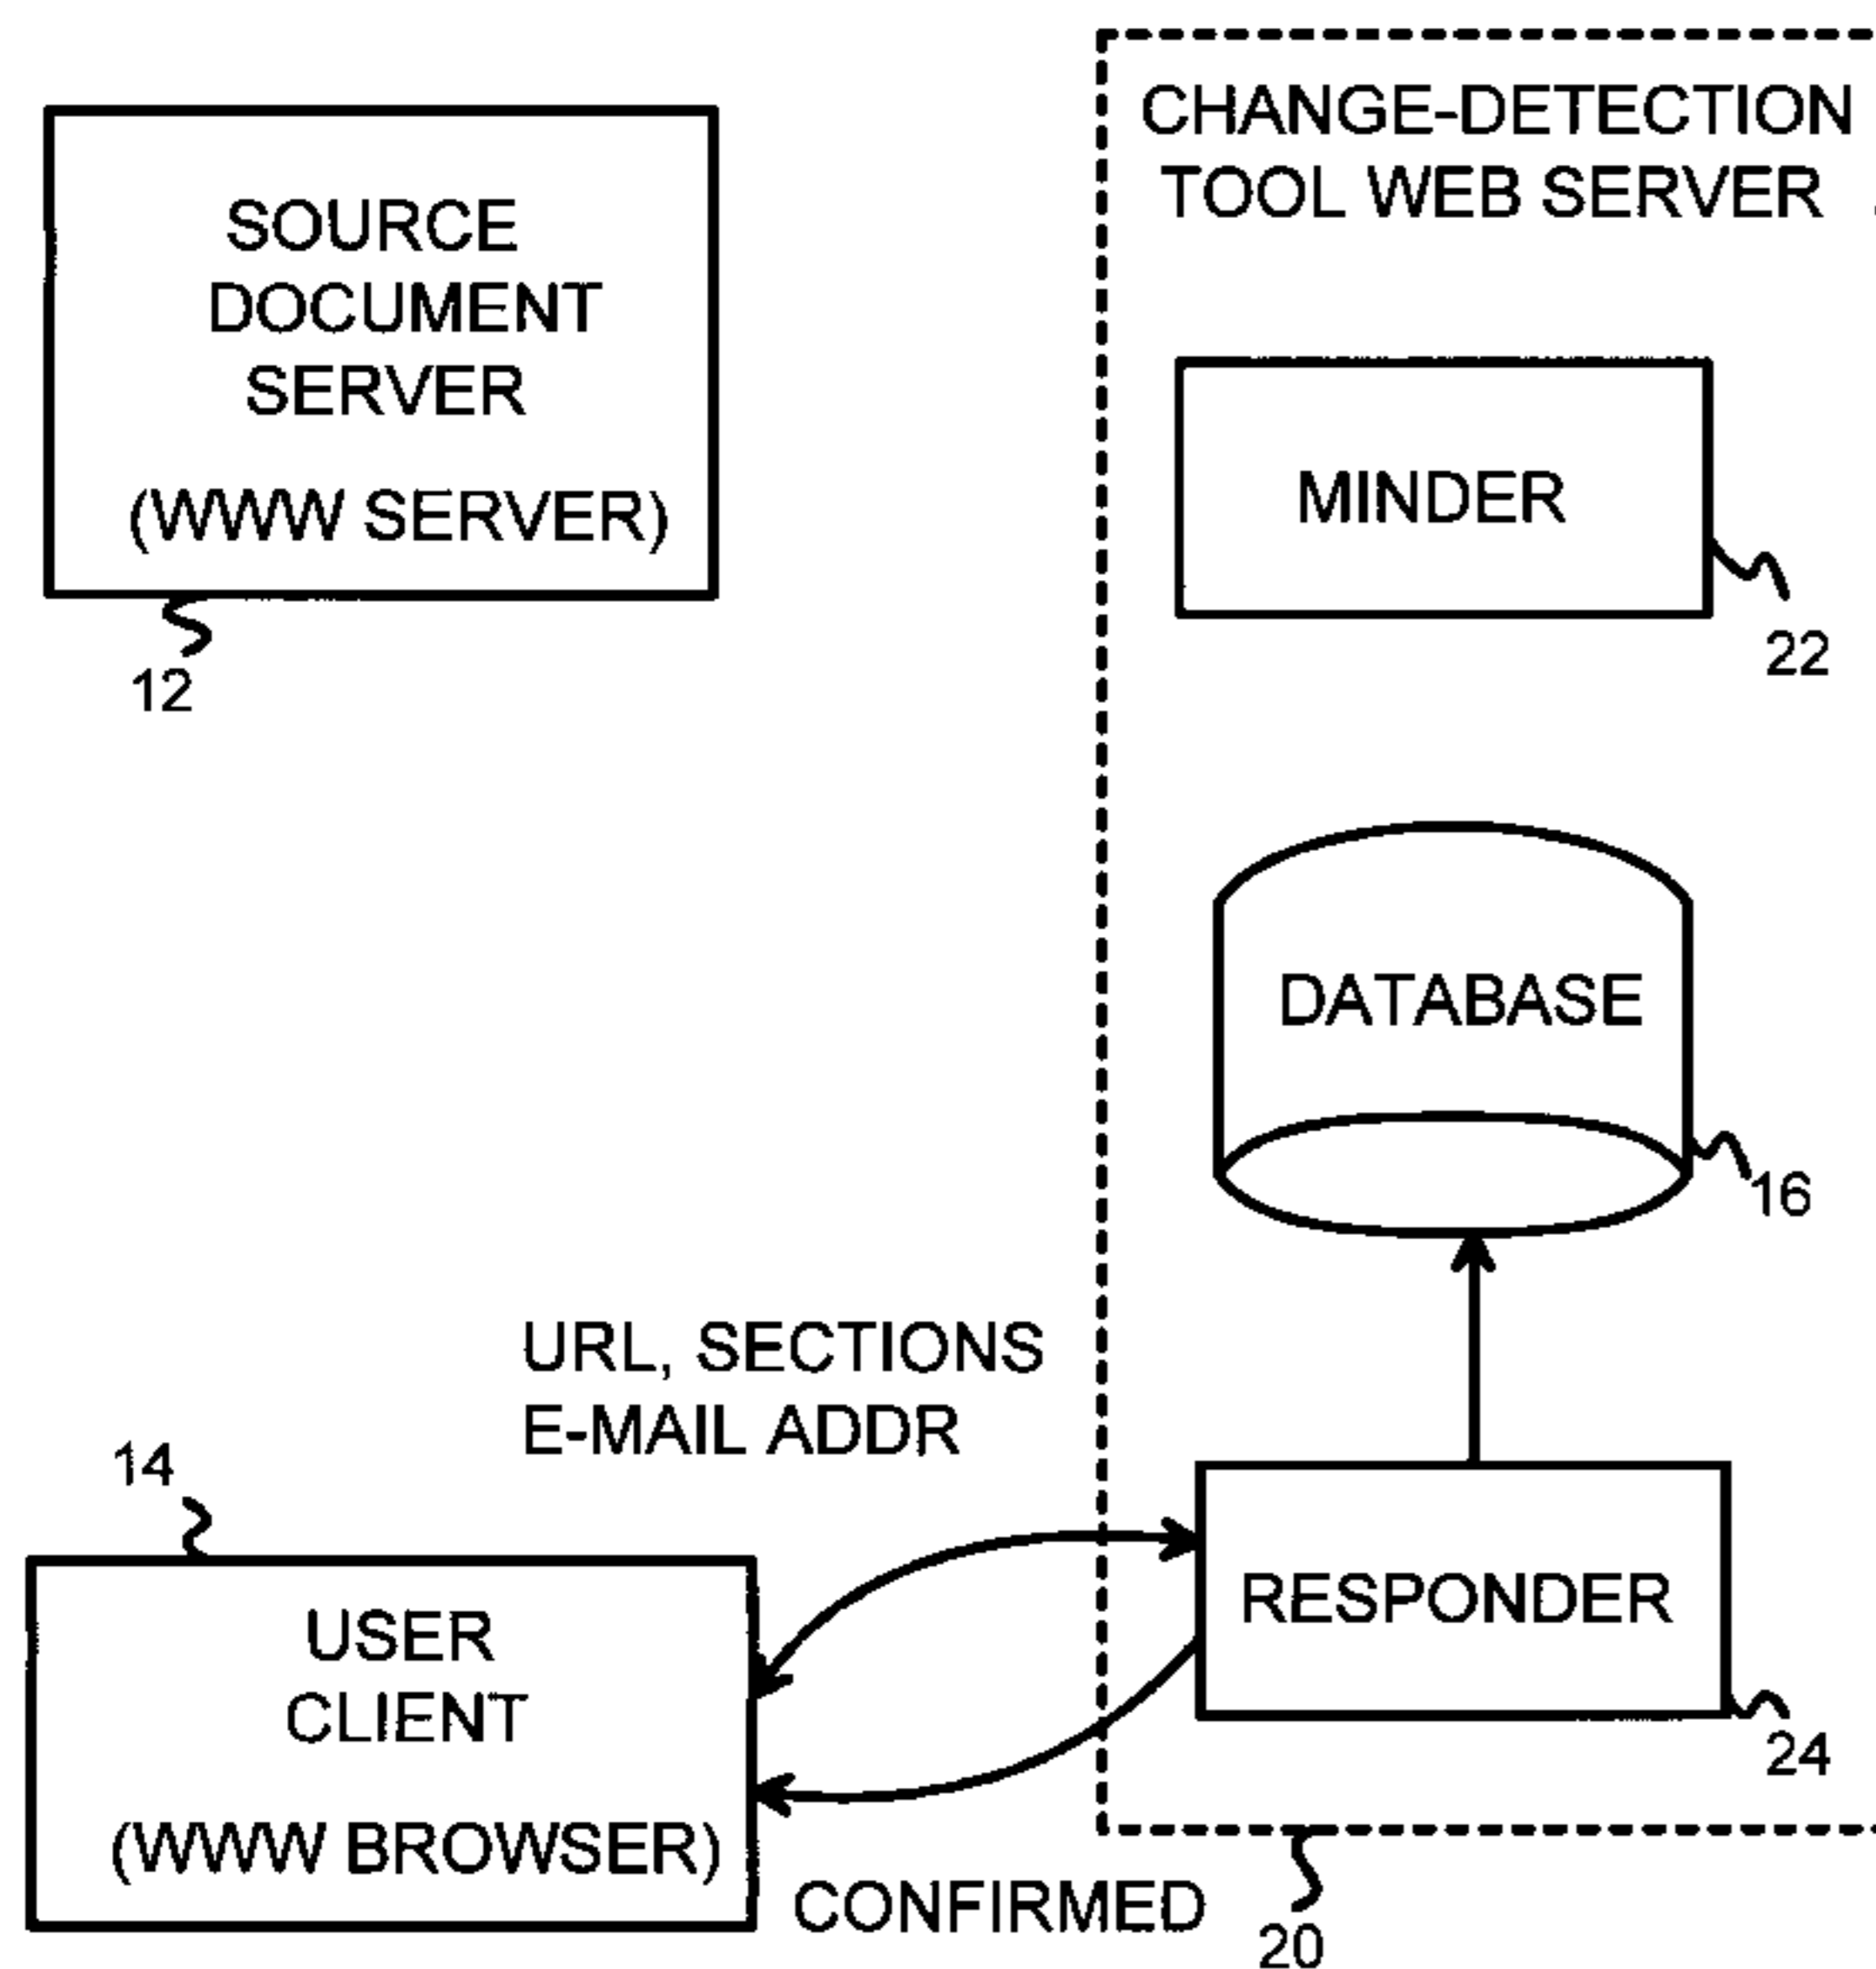 CHANGE-DETECTION
TOOL WEB SERVER
SOURCE
DOCUMENT
SERVER
(WWW SERVER)
12
MINDER
22
DATABASE
16
URL, SECTIONS
E-MAIL ADDR
14
USER
CLIENT
(WWW BROWSER)
RESPONDER
24
CONFIRMED
20